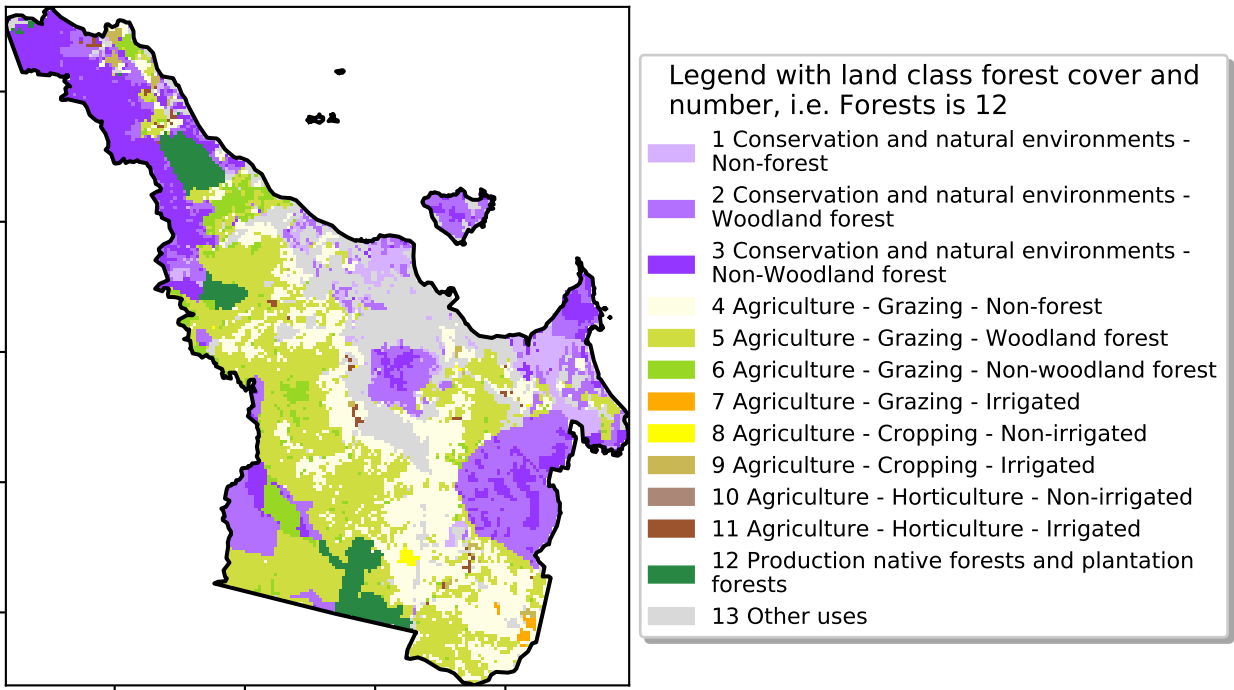 Legend with land class forest cover and
number, i.e. Forests is 12
1 Conservation and natural environments -
Non-forest
2 Conservation and natural environments -
Woodland forest
3 Conservation and natural environments -
Non-Woodland forest
4 Agriculture - Grazing - Non-forest
5 Agriculture - Grazing - Woodland forest
6 Agriculture - Grazing - Non-woodland forest
7 Agriculture - Grazing - Irrigated
8 Agriculture - Cropping - Non-irrigated
9 Agriculture - Cropping - Irrigated
10 Agriculture - Horticulture - Non-irrigated
11 Agriculture - Horticulture - Irrigated
12 Production native forests and plantation
forests
13 Other uses